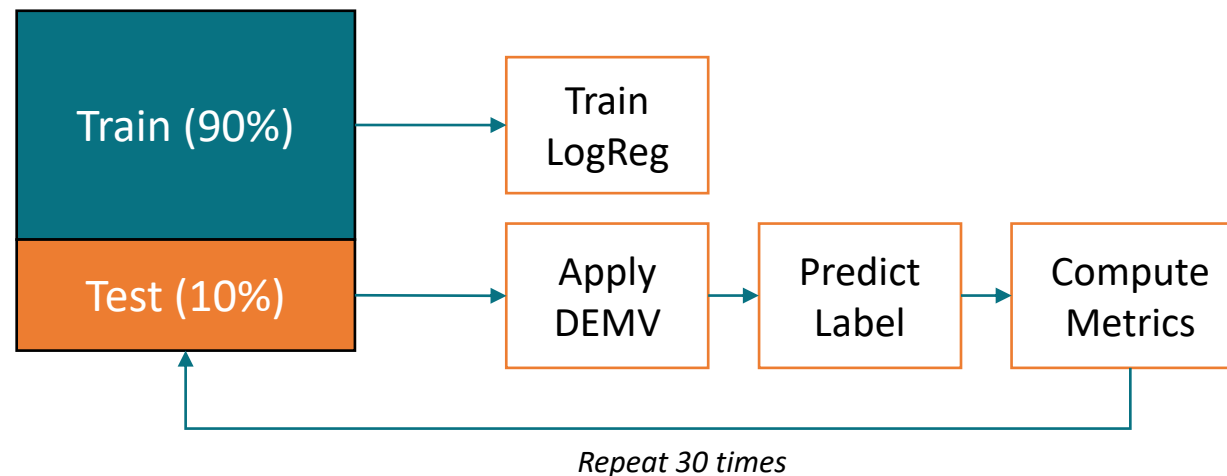 Train (90%)
Train
LogReg
Test (10%)
Apply
DEMV
Predict
Label
Compute
Metrics
Repeat 30 times